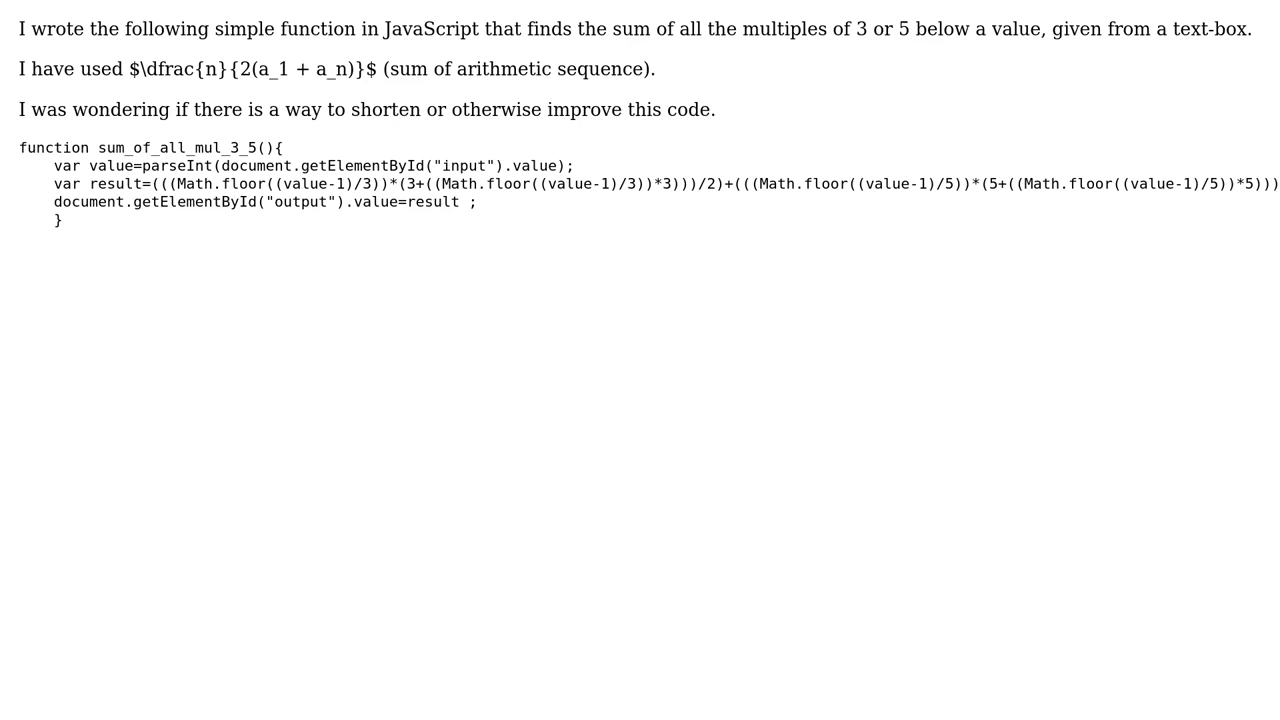 I wrote the following simple function in JavaScript that finds the sum of all the multiples of 3 or 5 below a value, given from a text-box.
I have used $\dfrac{n}{2(a_1 + a_n)}$ (sum of arithmetic sequence).
I was wondering if there is a way to shorten or otherwise improve this code.
function sum_of_all_mul_3_5(){
    var value=parseInt(document.getElementById("input").value);
    var result=(((Math.floor((value-1)/3))*(3+((Math.floor((value-1)/3))*3)))/2)+(((Math.floor((value-1)/5))*(5+((Math.floor((value-1)/5))*5)))
    document.getElementById("output").value=result ;
    }